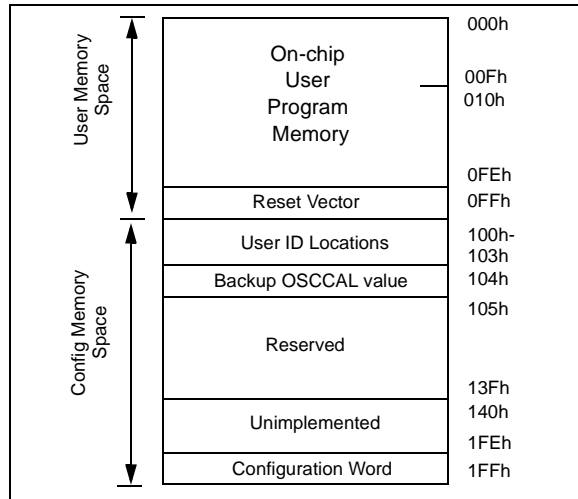 User Memory
Space
On-chip
User
Program
Memory
000h
00Fh
010h
0FEh
Reset Vector
0FFh
Config Memory
Space
User ID Locations
100h-
103h
Backup OSCCAL value
104h
105h
Reserved
13Fh
Unimplemented
140h
1FEh
Configuration Word
1FFh